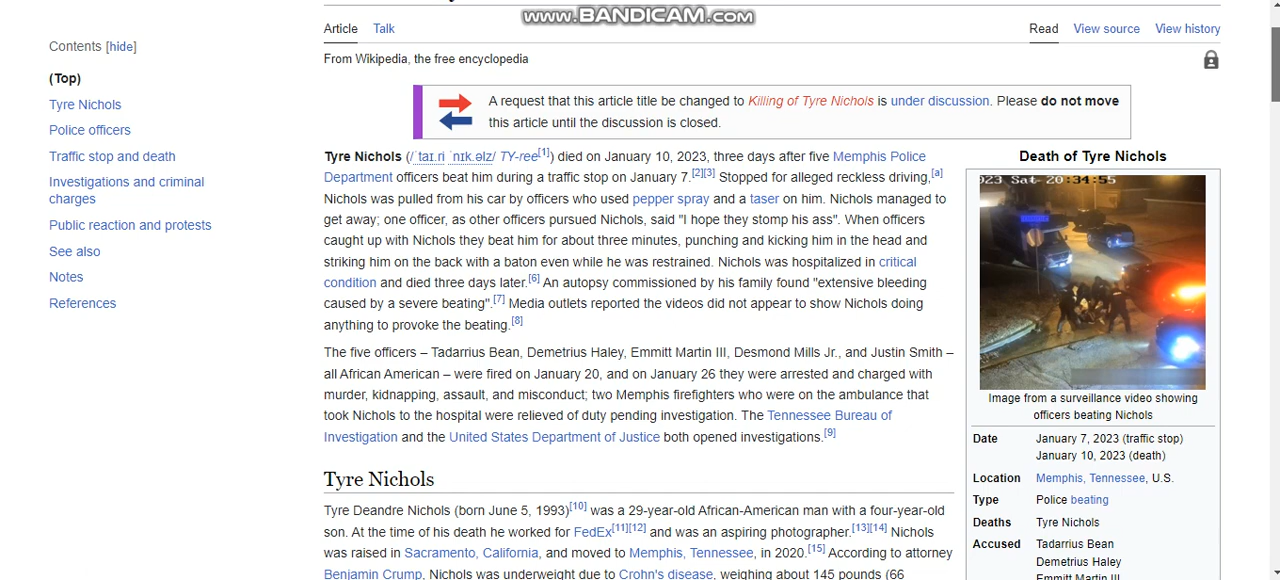 www.BANDICAM.com
Article Talk Read View source View history
Contents [hide]
From Wikipedia, the free encyclopedia
(Top)
Tyre Nichols
Police officers
Traffic stop and death
Investigations and criminal
charges
Public reaction and protests
See also
Notes
References
A request that this article title be changed to Killing of Tyre Nichols is under discussion. Please do not move
this article until the discussion is closed.
Tyre Nichols (/ˈtaɪ.ri ˈnɪk.əlz/ TY-ree[1]) died on January 10, 2023, three days after five Memphis Police
Department officers beat him during a traffic stop on January 7.[2][3] Stopped for alleged reckless driving,[a]
Nichols was pulled from his car by officers who used pepper spray and a taser on him. Nichols managed to
get away; one officer, as other officers pursued Nichols, said "I hope they stomp his ass". When officers
caught up with Nichols they beat him for about three minutes, punching and kicking him in the head and
striking him on the back with a baton even while he was restrained. Nichols was hospitalized in critical
condition and died three days later.[6] An autopsy commissioned by his family found "extensive bleeding
caused by a severe beating".[7] Media outlets reported the videos did not appear to show Nichols doing
anything to provoke the beating.[8]
The five officers – Tadarrius Bean, Demetrius Haley, Emmitt Martin III, Desmond Mills Jr., and Justin Smith –
all African American – were fired on January 20, and on January 26 they were arrested and charged with
murder, kidnapping, assault, and misconduct; two Memphis firefighters who were on the ambulance that
took Nichols to the hospital were relieved of duty pending investigation. The Tennessee Bureau of
Investigation and the United States Department of Justice both opened investigations.[9]
Tyre Nichols
Tyre Deandre Nichols (born June 5, 1993)[10] was a 29-year-old African-American man with a four-year-old
son. At the time of his death he worked for FedEx[11][12] and was an aspiring photographer.[13][14] Nichols
was raised in Sacramento, California, and moved to Memphis, Tennessee, in 2020.[15] According to attorney
Benjamin Crump, Nichols was underweight due to Crohn's disease, weighing about 145 pounds (66
Death of Tyre Nichols
023 Sat 20:34:55
Image from a surveillance video showing
officers beating Nichols
Date January 7, 2023 (traffic stop)
January 10, 2023 (death)
Location Memphis, Tennessee, U.S.
Type Police beating
Deaths Tyre Nichols
Accused Tadarrius Bean
Demetrius Haley
Emmitt Martin III